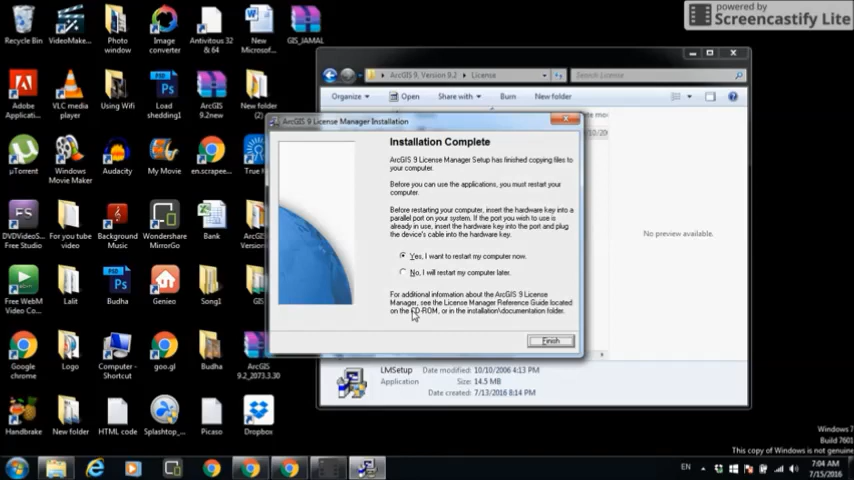 powered by
Screencastify Lite
Recycle Bin
VideoMake...
Photo window
Image converter
Antivitous 32 & 64
New Microsof...
GIS_JAMAL
Adobe Applicati...
VLC media player
Using Wifi
Load shedding1
ArcGIS 9.2new
New folder (2)
µTorrent
Windows Movie Maker
Audacity
My Movie
en.scrapee...
True
DVDVideoS... Free Studio
For you tube video
Background Music
Wondershare MirrorGo
Bank
ArcGI 9.Ver
Free WebM Video Co...
Lalit
Budha
Genieo
Song1
GIS
Google chrome
Logo
Computer - Shortcut
goo.gl
Budha
ArcGIS 9.2_2073.3.30
Handbrake
New folder
HTML code
Splashtop_...
Picaso
Dropbox
ArcGIS 9. Version 9.2
License
Search License
Organize
Open
Share with
Burn
New folder
ArcGIS 9 License Manager Installation
Installation Complete
ArcGIS 9 License Manager Setup has finished copying files to
your computer.
Before you can use the applications, you must restart your
computer.
Before restarting your computer, insert the hardware key into a
parallel port on your system. If the port you wish to use is
already in use, insert the hardware key into the port and plug
the device's cable into the hardware key.
Yes, I want to restart my computer now.
No, I will restart my computer later.
For additional information about the ArcGIS 9 License
Manager, see the License Manager Reference Guide located
on the CD-ROM, or in the installation\documentation folder.
Finish
No preview available.
LMSetup
Date modified: 10/10/2006 4:13 PM
Application
Size: 14.5 MB
7/13/2016 8:14 PM
Windows 7
Build 7601
This copy of Windows is not genuine
EN
7:04 AM
7/15/2016